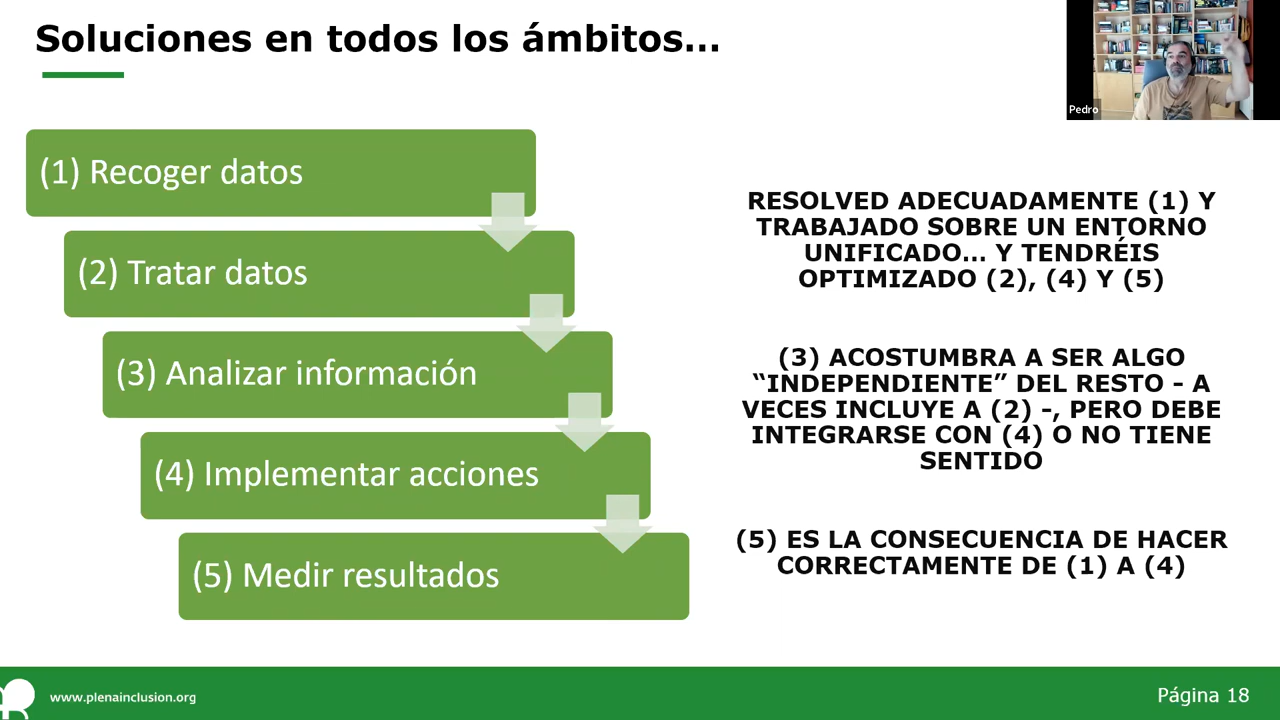 Soluciones en todos los ámbitos...
Pedro
(1) Recoger datos
(2) Tratar datos
(3) Analizar información
(4) Implementar acciones
(5) Medir resultados
RESOLVED ADECUADAMENTE (1) Y
TRABAJADO SOBRE UN ENTORNO
UNIFICADO... Y TENDRÉIS
OPTIMIZADO (2), (4) Y (5)
(3) ACOSTUMBRA A SER ALGO
“INDEPENDIENTE” DEL RESTO - A
VECES INCLUYE A (2) -, PERO DEBE
INTEGRARSE CON (4) O NO TIENE
SENTIDO
(5) ES LA CONSECUENCIA DE HACER
CORRECTAMENTE DE (1) A (4)
www.plenainclusion.org
Página 18